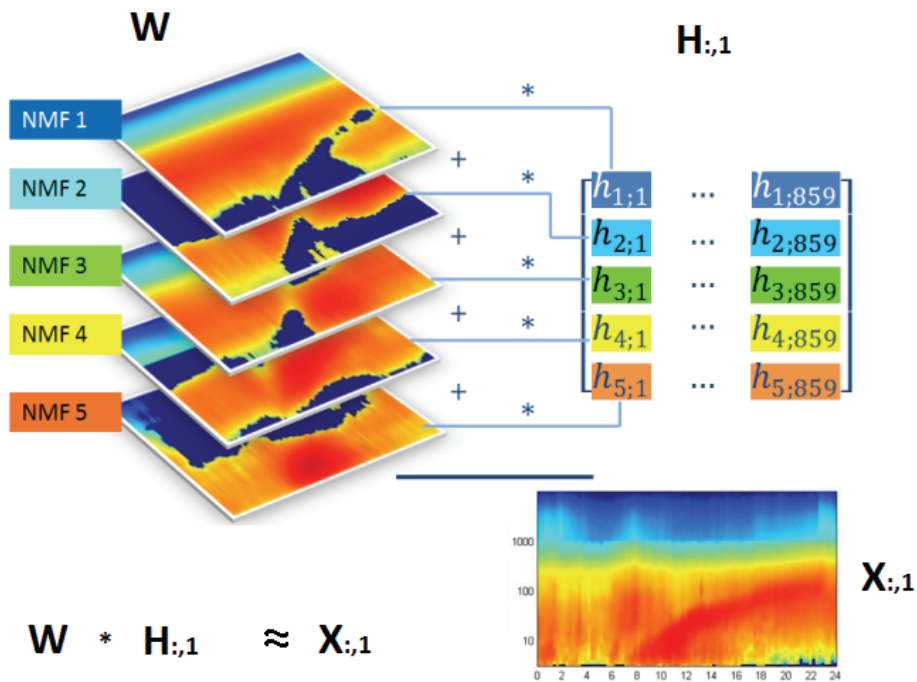 W
H:,1
NMF 1
NMF 2
NMF 3
NMF 4
NMF 5
*
+
*
+
*
+
*
+
*
h1;1 ... h1;859
h2;1 ... h2;859
h3;1 ... h3;859
h4;1 ... h4;859
h5;1 ... h5;859
1000
100
10
0 2 4 6 8 10 12 14 16 18 20 22 24
X:,1
W * H:,1 ≈ X:,1